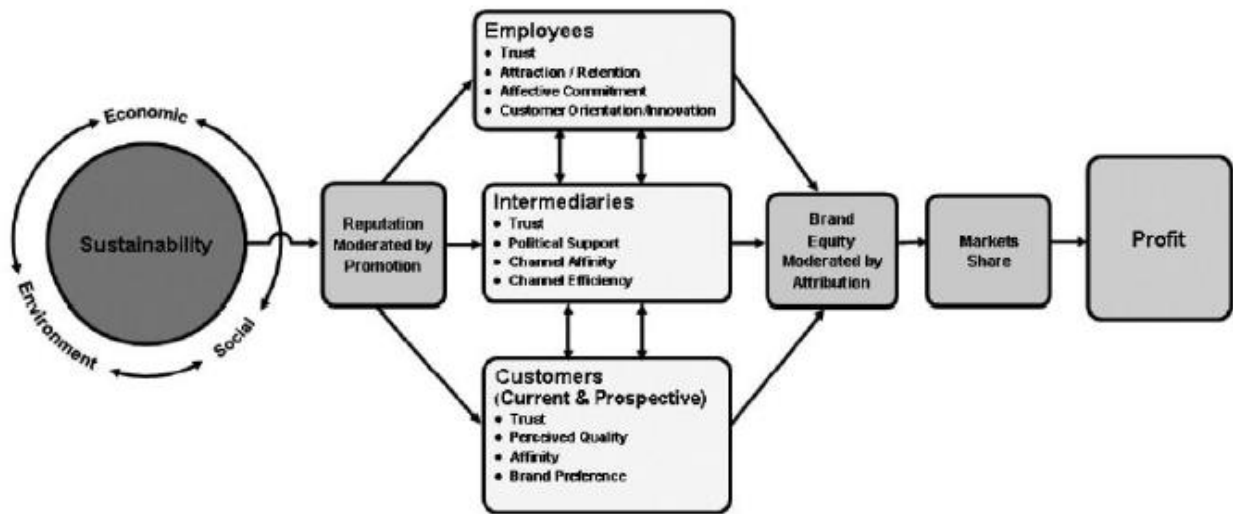 Economic
Environment
Social
Sustainability
Reputation
Moderated by
Promotion
Employees
• Trust
• Attraction / Retention
• Affective Commitment
• Customer Orientation/Innovation
Intermediaries
• Trust
• Political Support
• Channel Affinity
• Channel Efficiency
Customers
(Current & Prospective)
• Trust
• Perceived Quality
• Affinity
• Brand Preference
Brand
Equity
Moderated by
Attribution
Markets
Share
Profit